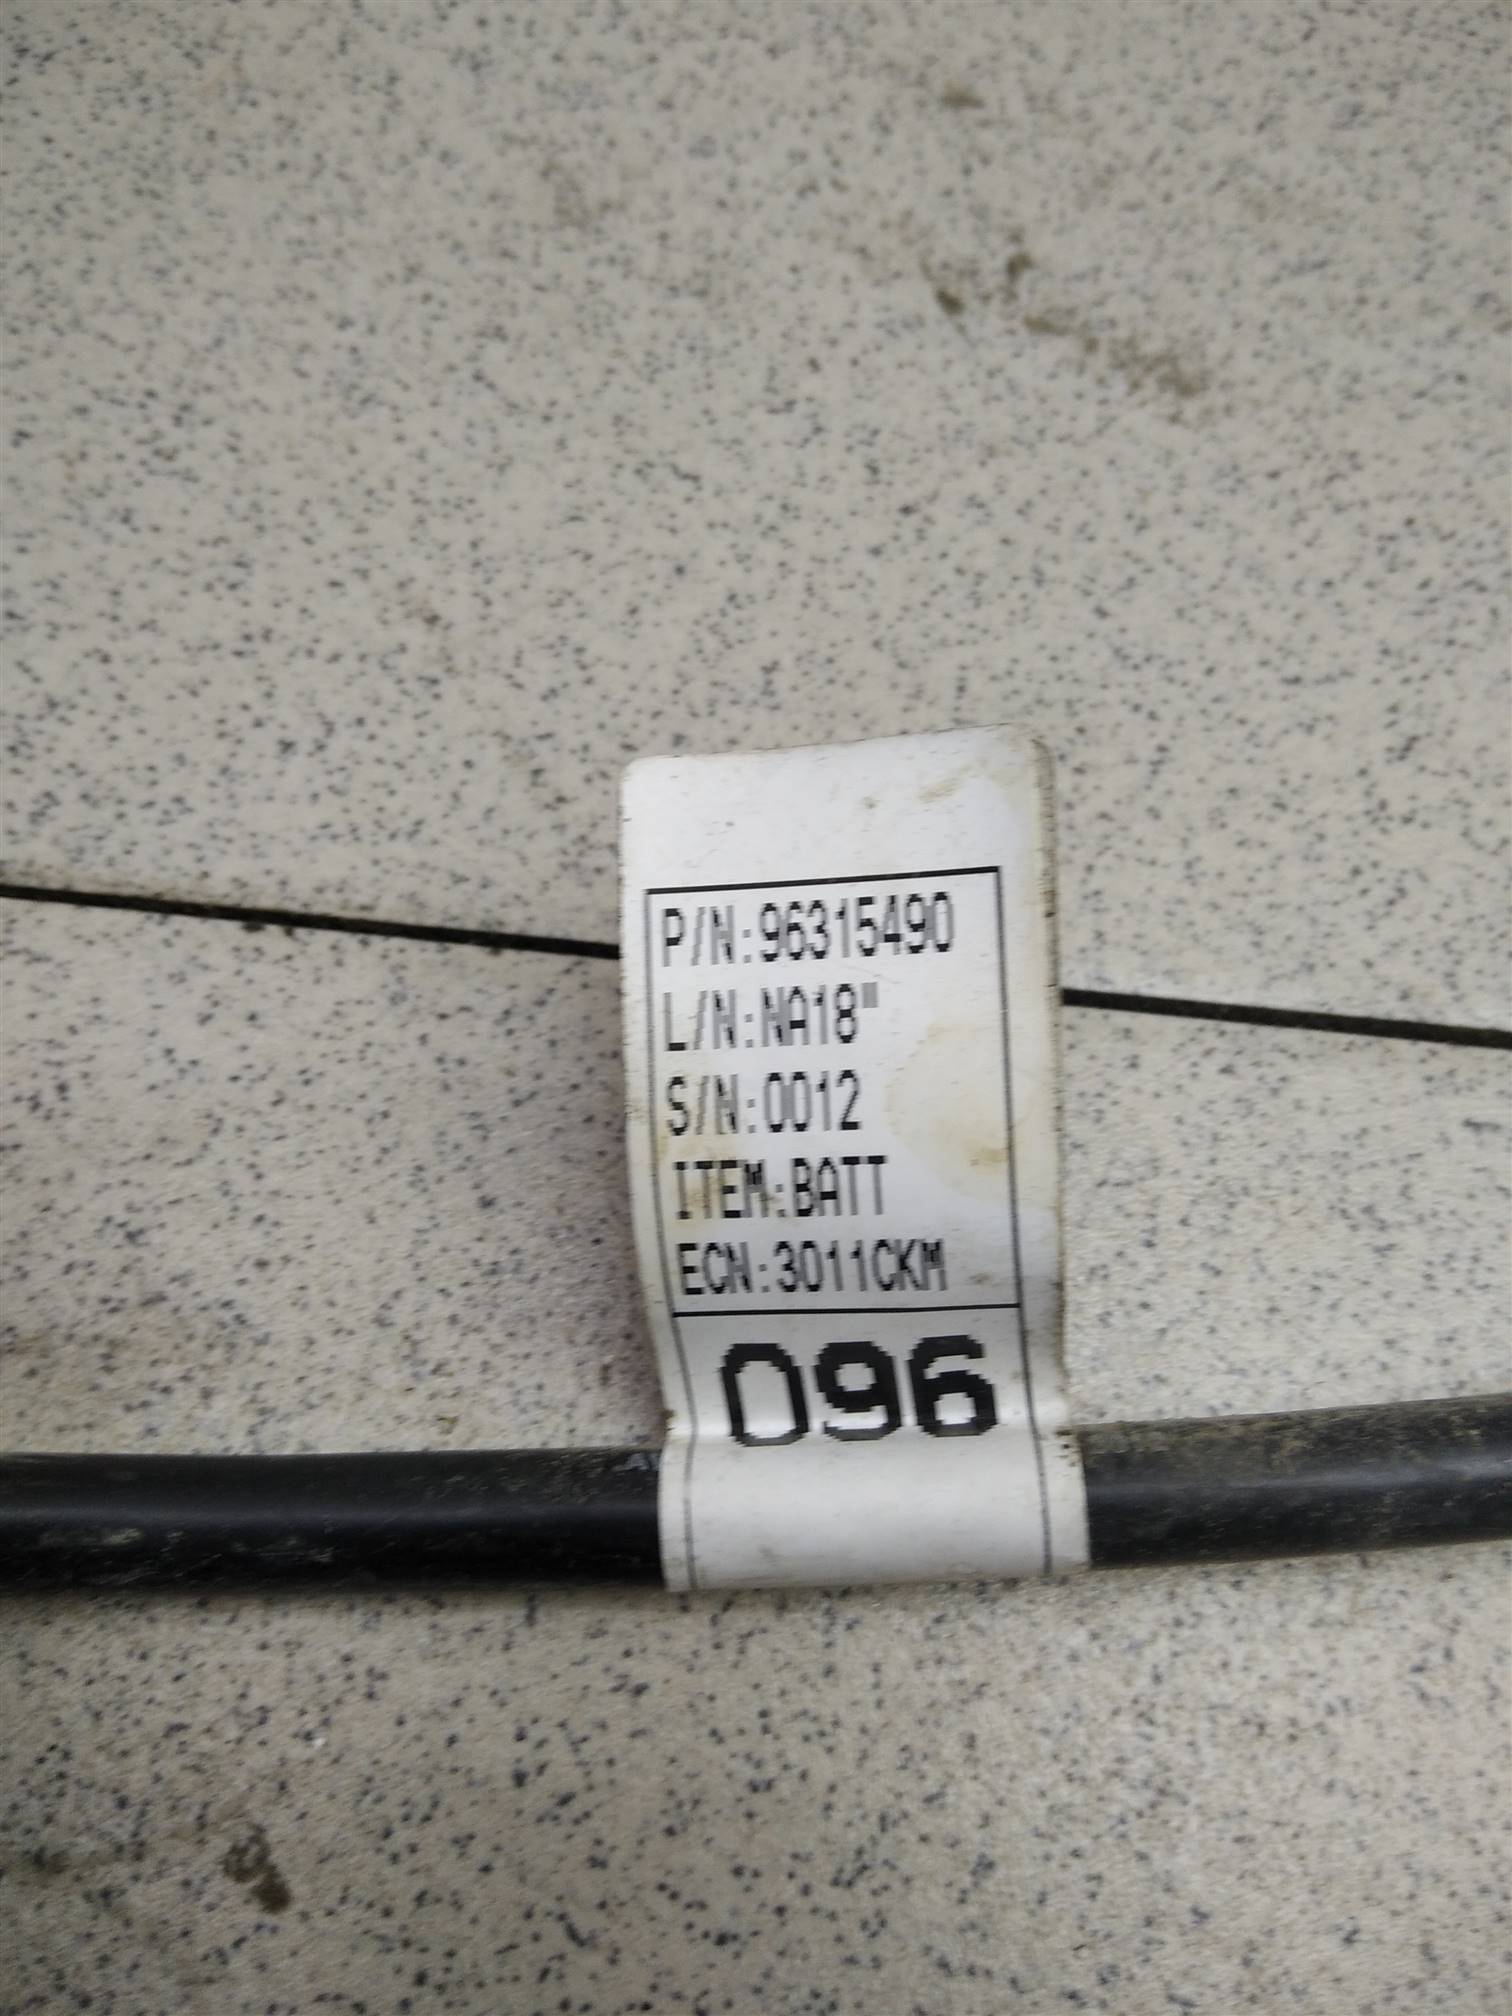 P/N:96315490
L/N:NA18"
S/N:0012
ITEM:BATT
ECN:3011CKM
096